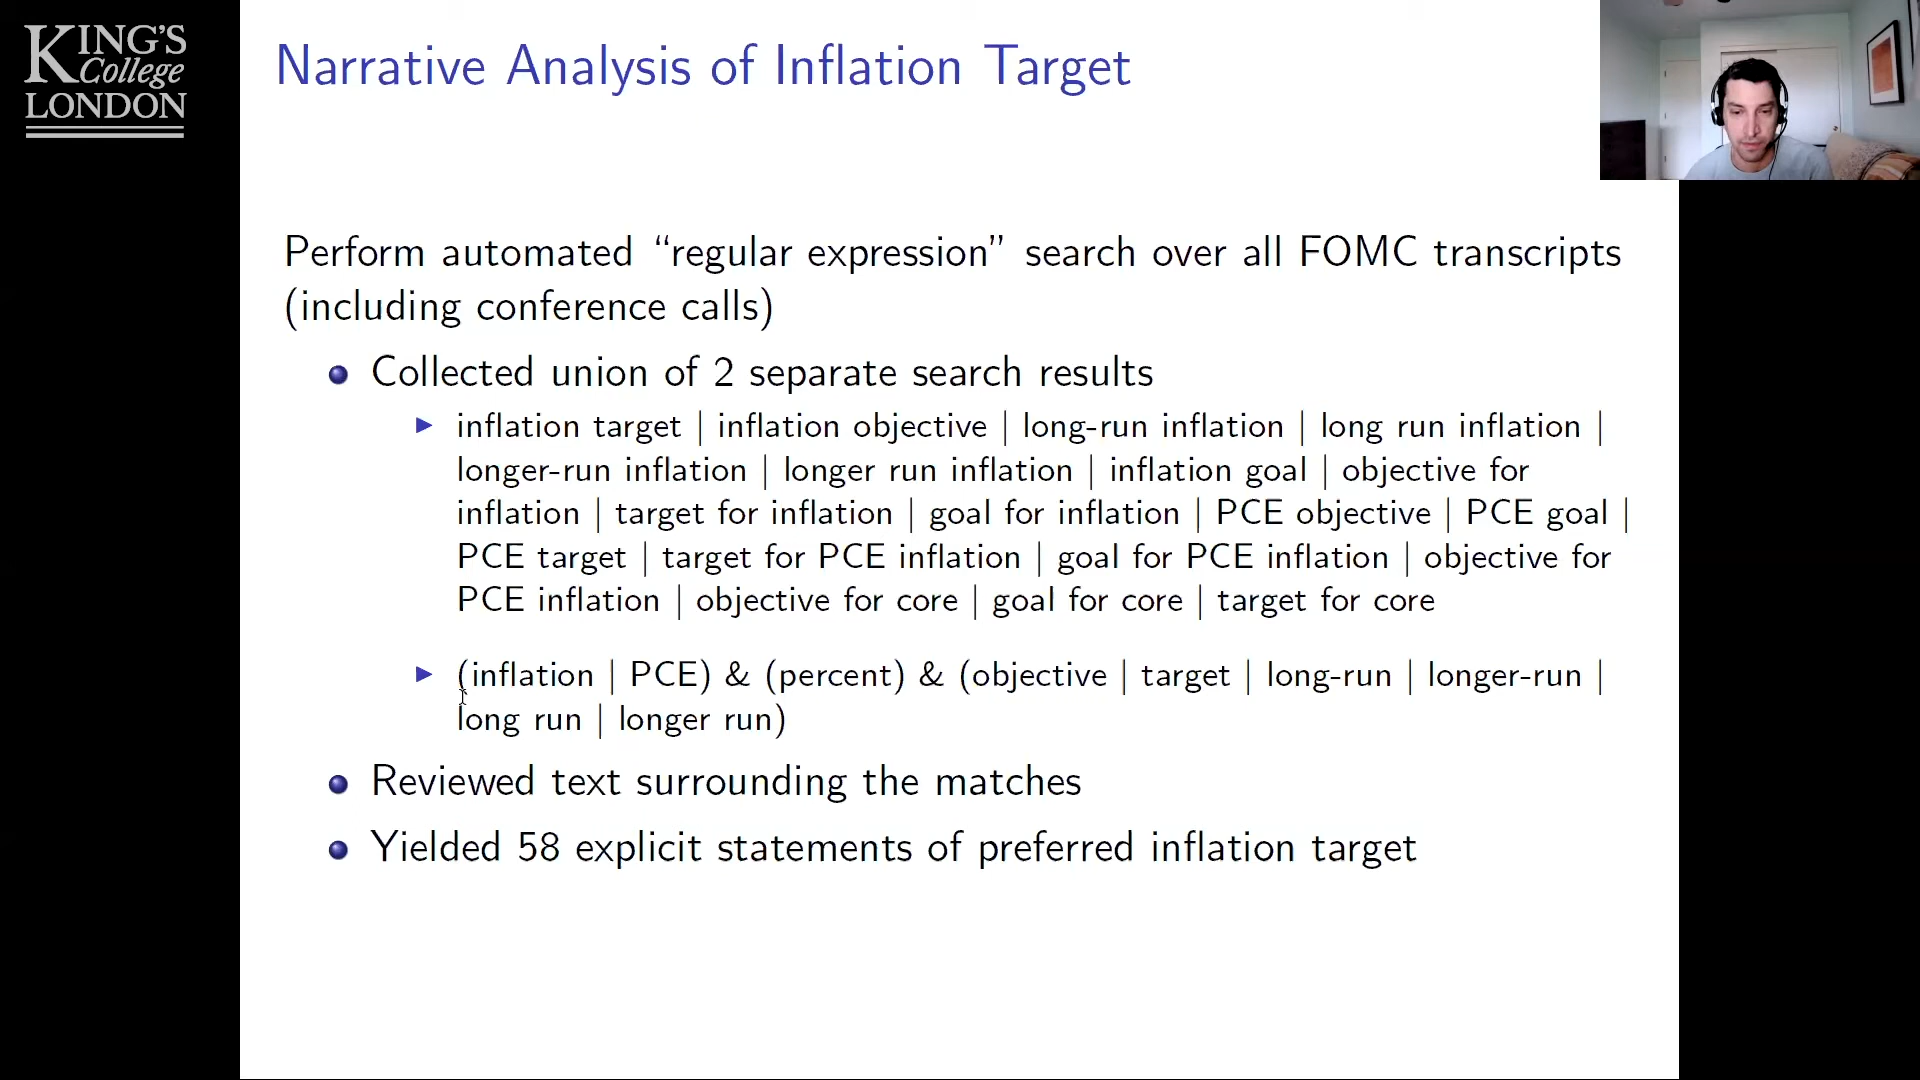 KING'S
College
LONDON
Narrative Analysis of Inflation Target
Perform automated “regular expression” search over all FOMC transcripts
(including conference calls)
Collected union of 2 separate search results
inflation target | inflation objective | long-run inflation | long run inflation |
longer-run inflation | longer run inflation | inflation goal | objective for
inflation | target for inflation | goal for inflation | PCE objective | PCE goal |
PCE target | target for PCE inflation | goal for PCE inflation | objective for
PCE inflation | objective for core | goal for core | target for core
(inflation | PCE) & (percent) & (objective | target | long-run | longer-run |
long run | longer run)
Reviewed text surrounding the matches
Yielded 58 explicit statements of preferred inflation target